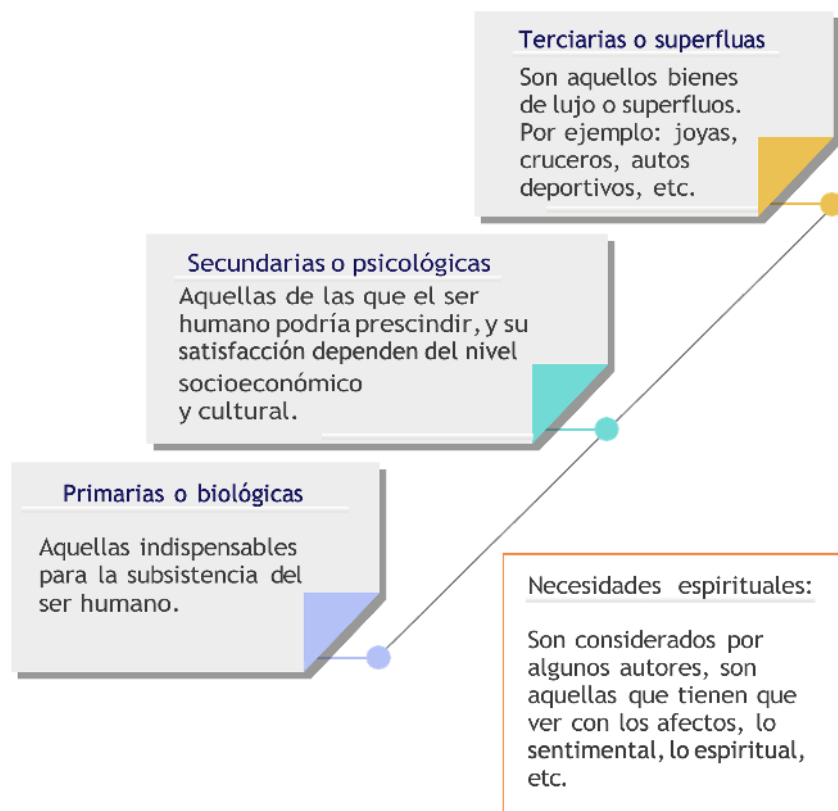 Terciarias o superfluas
Son aquellos bienes
de lujo o superfluos.
Por ejemplo: joyas,
cruceros, autos
deportivos, etc.
Secundarias o psicológicas
Aquellas de las que el ser
humano podría prescindir, y su
satisfacción dependen del nivel
socioeconómico
y cultural.
Primarias o biológicas
Aquellas indispensables
para la subsistencia del
ser humano.
Necesidades espirituales:
Son considerados por
algunos autores, son
aquellas que tienen que
ver con los afectos, lo
sentimental, lo espiritual,
etc.